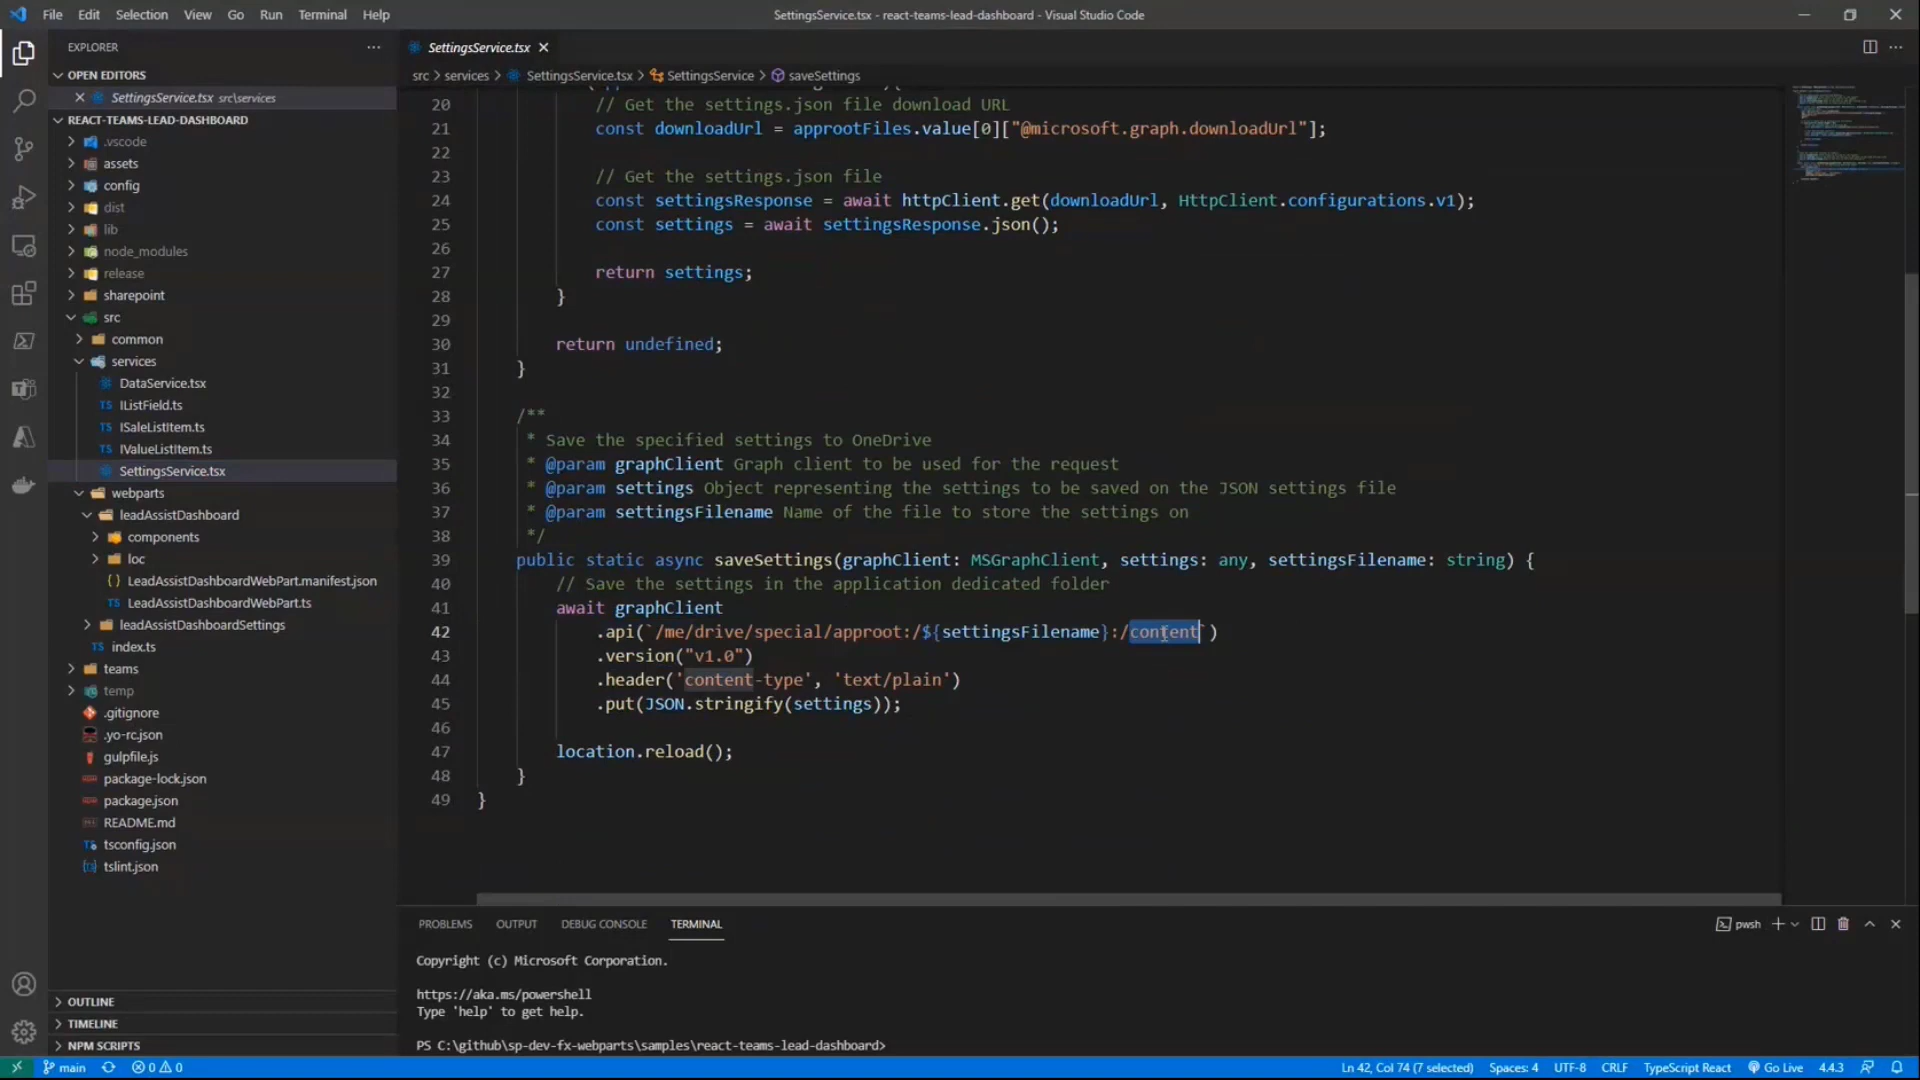 File Edit Selection View Go Run Terminal Help
SettingsService.tsx - react-teams-lead-dashboard - Visual Studio Code
EXPLORER
OPEN EDITORS
SettingsService.tsx src\services
REACT-TEAMS-LEAD-DASHBOARD
.vscode
assets
config
dist
lib
node_modules
release
sharepoint
src
common
services
DataService.tsx
TS IListField.ts
TS ISaleListItem.ts
TS IValueListItem.ts
SettingsService.tsx
webparts
leadAssistDashboard
components
loc
{} LeadAssistDashboardWebPart.manifest.json
TS LeadAssistDashboardWebPart.ts
leadAssistDashboardSettings
TS index.ts
teams
temp
.gitignore
.yo-rc.json
gulpfile.js
package-lock.json
package.json
README.md
tsconfig.json
tslint.json
OUTLINE
TIMELINE
NPM SCRIPTS
SettingsService.tsx
src > services > SettingsService.tsx > SettingsService > saveSettings
20 // Get the settings.json file download URL
21 const downloadUrl = approotFiles.value[0]["@microsoft.graph.downloadUrl"];
22
23 // Get the settings.json file
24 const settingsResponse = await httpClient.get(downloadUrl, HttpClient.configurations.v1);
25 const settings = await settingsResponse.json();
26
27 return settings;
28 }
29
30 return undefined;
31 }
32
33 /**
34 * Save the specified settings to OneDrive
35 * @param graphClient Graph client to be used for the request
36 * @param settings Object representing the settings to be saved on the JSON settings file
37 * @param settingsFilename Name of the file to store the settings on
38 */
39 public static async saveSettings(graphClient: MSGraphClient, settings: any, settingsFilename: string) {
40 // Save the settings in the application dedicated folder
41 await graphClient
42 .api(`/me/drive/special/approot:/${settingsFilename}:/content`)
43 .version("v1.0")
44 .header('content-type', 'text/plain')
45 .put(JSON.stringify(settings));
46
47 location.reload();
48 }
49 }
PROBLEMS OUTPUT DEBUG CONSOLE TERMINAL
pwsh
Copyright (c) Microsoft Corporation.
https://aka.ms/powershell
Type 'help' to get help.
PS C:\github\sp-dev-fx-webparts\samples\react-teams-lead-dashboard>
main 0 0
Ln 42, Col 74 (7 selected) Spaces: 4 UTF-8 CRLF TypeScript React Go Live 4.4.3